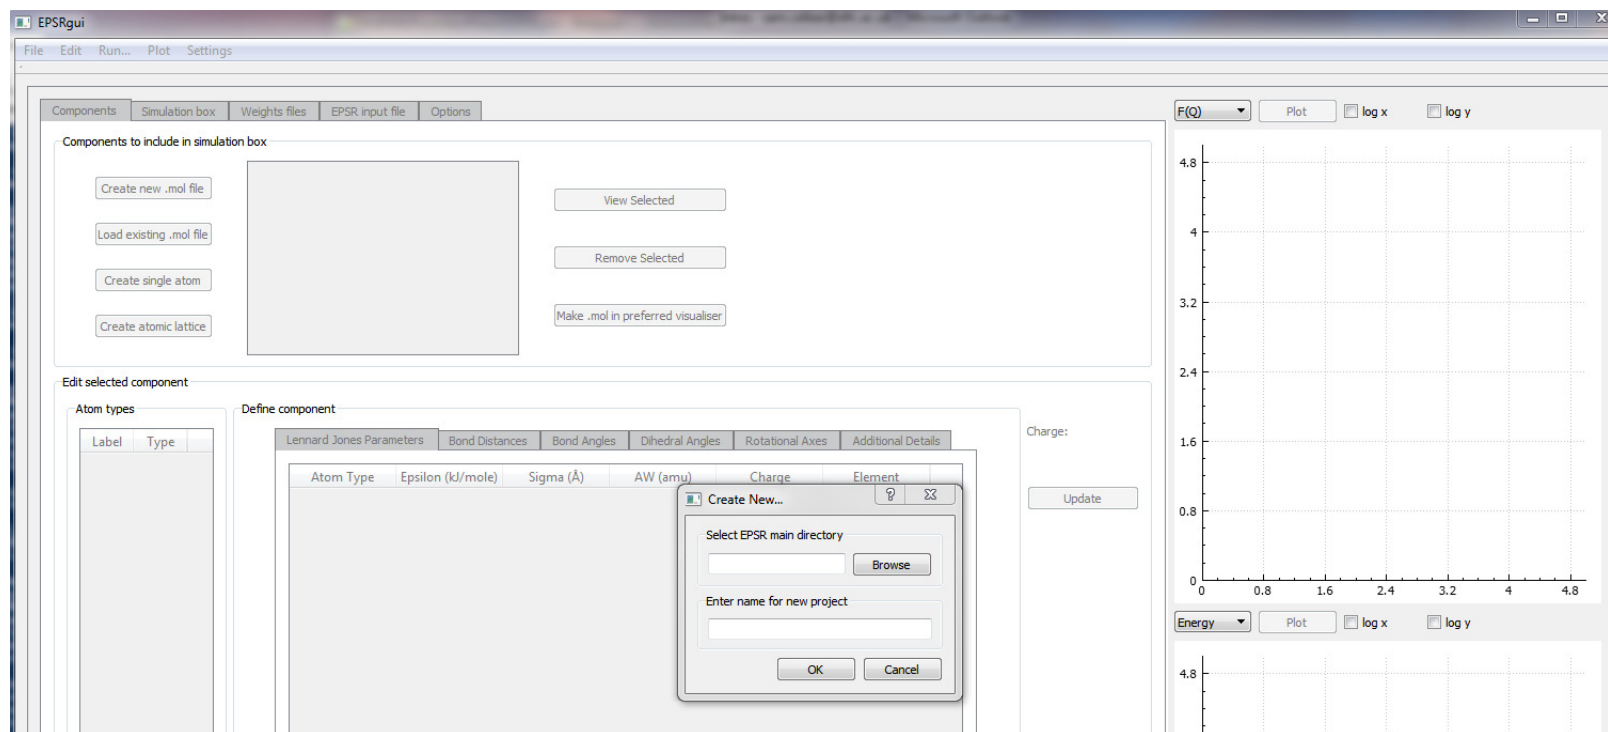 EPSRgui
File Edit Run... Plot Settings
Components Simulation box Weights files EPSR input file Options
Components to include in simulation box
Create new .mol file
Load existing .mol file
Create single atom
Create atomic lattice
View Selected
Remove Selected
Make .mol in preferred visualiser
Edit selected component
Atom types
Label Type
Define component
Lennard Jones Parameters Bond Distances Bond Angles Dihedral Angles Rotational Axes Additional Details
Atom Type Epsilon (kJ/mole) Sigma (Å) AW (amu) Charge Element
Charge:
Update
Create New...
Select EPSR main directory
Browse
Enter name for new project
OK Cancel
F(Q) Plot log x log y
4.8
4
3.2
2.4
1.6
0.8
0
0 0.8 1.6 2.4 3.2 4 4.8
Energy Plot log x log y
4.8